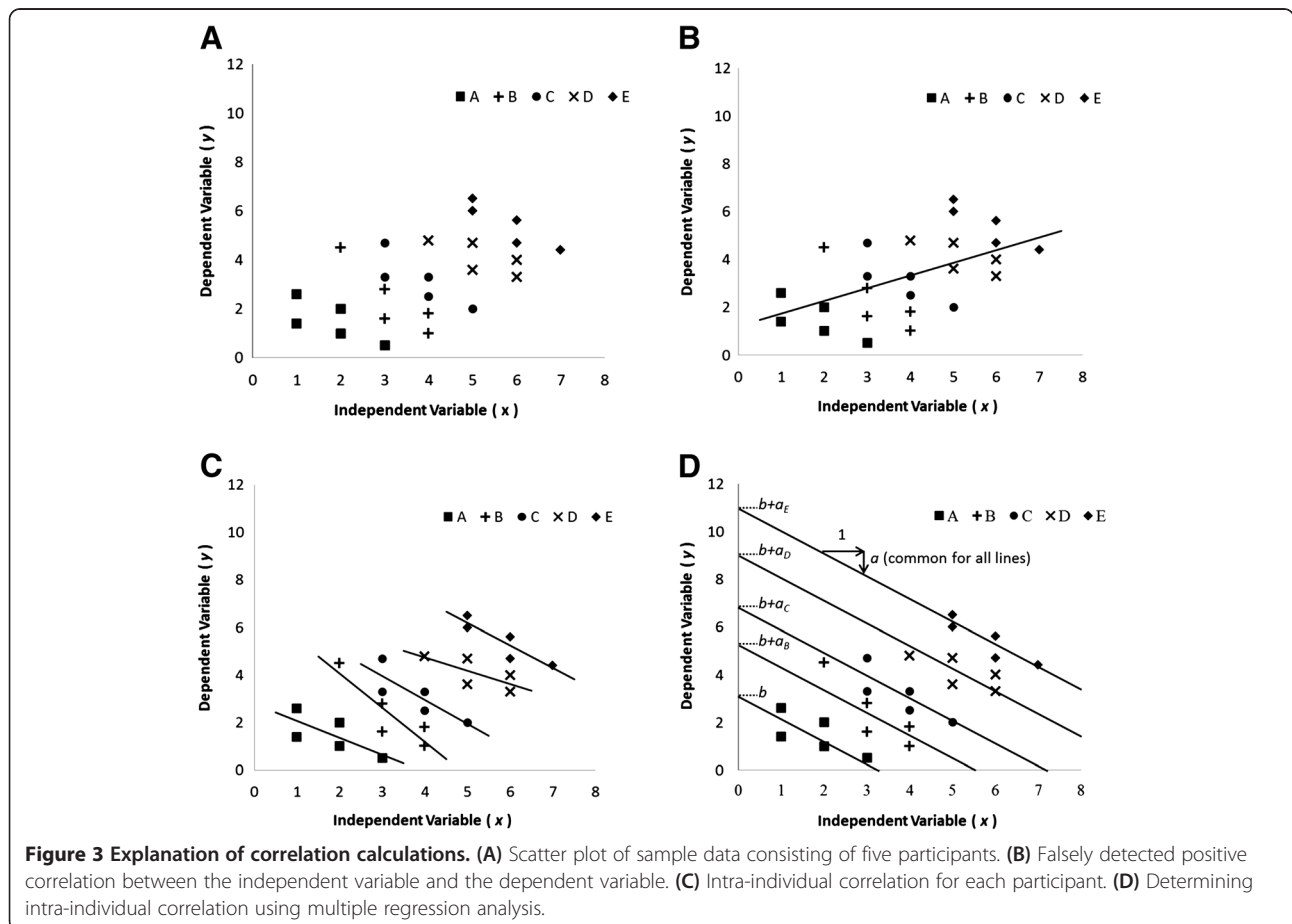 A
12
10
8
6
4
2
0
0 1 2 3 4 5 6 7 8
Dependent Variable ( y )
Independent Variable ( x )
A B C D E
B
12
10
8
6
4
2
0
0 1 2 3 4 5 6 7 8
Dependent Variable ( y )
Independent Variable ( x )
A B C D E
C
12
10
8
6
4
2
0
0 1 2 3 4 5 6 7 8
Dependent Variable ( y )
Independent Variable ( x )
A B C D E
D
12
10
8
6
4
2
0
0 1 2 3 4 5 6 7 8
Dependent Variable ( y )
Independent Variable ( x )
A B C D E
b+a_E
b+a_D
b+a_C
b+a_B
b
1
a (common for all lines)
Figure 3 Explanation of correlation calculations. (A) Scatter plot of sample data consisting of five participants. (B) Falsely detected positive
correlation between the independent variable and the dependent variable. (C) Intra-individual correlation for each participant. (D) Determining
intra-individual correlation using multiple regression analysis.